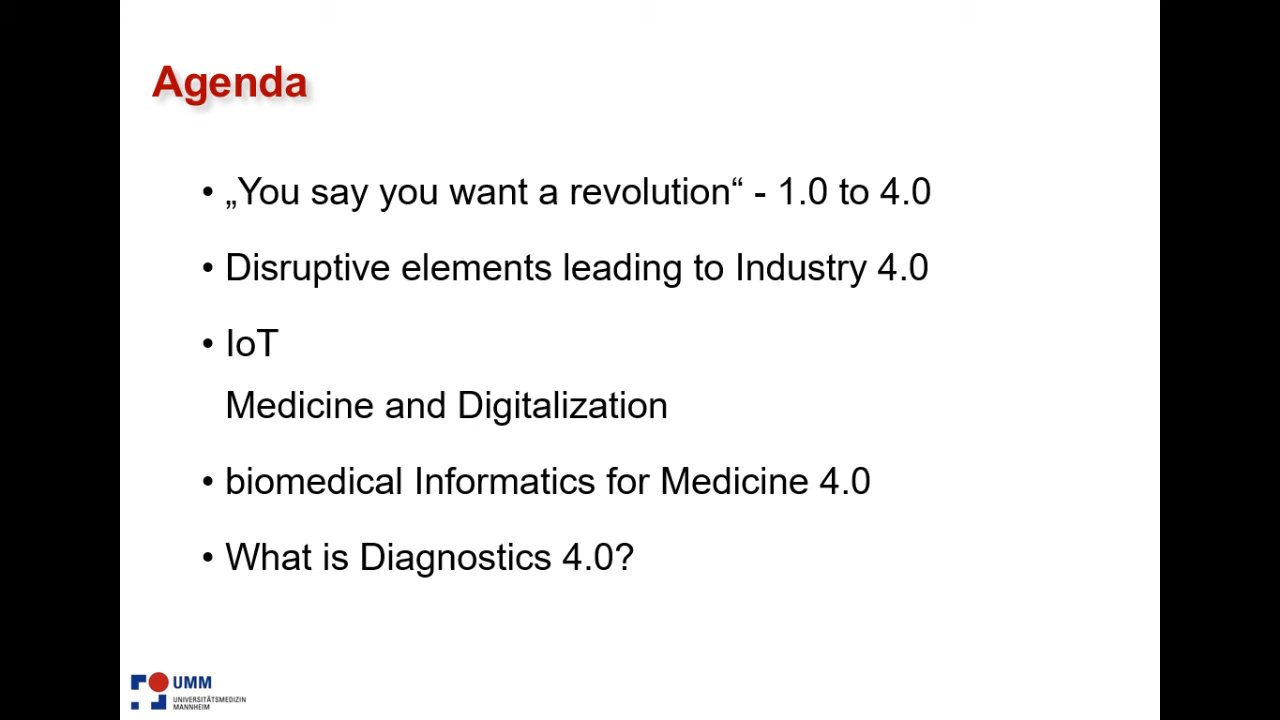 Agenda
• „You say you want a revolution“ - 1.0 to 4.0
• Disruptive elements leading to Industry 4.0
• IoT
Medicine and Digitalization
• biomedical Informatics for Medicine 4.0
• What is Diagnostics 4.0?
UMM
UNIVERSITÄTSMEDIZIN
MANNHEIM